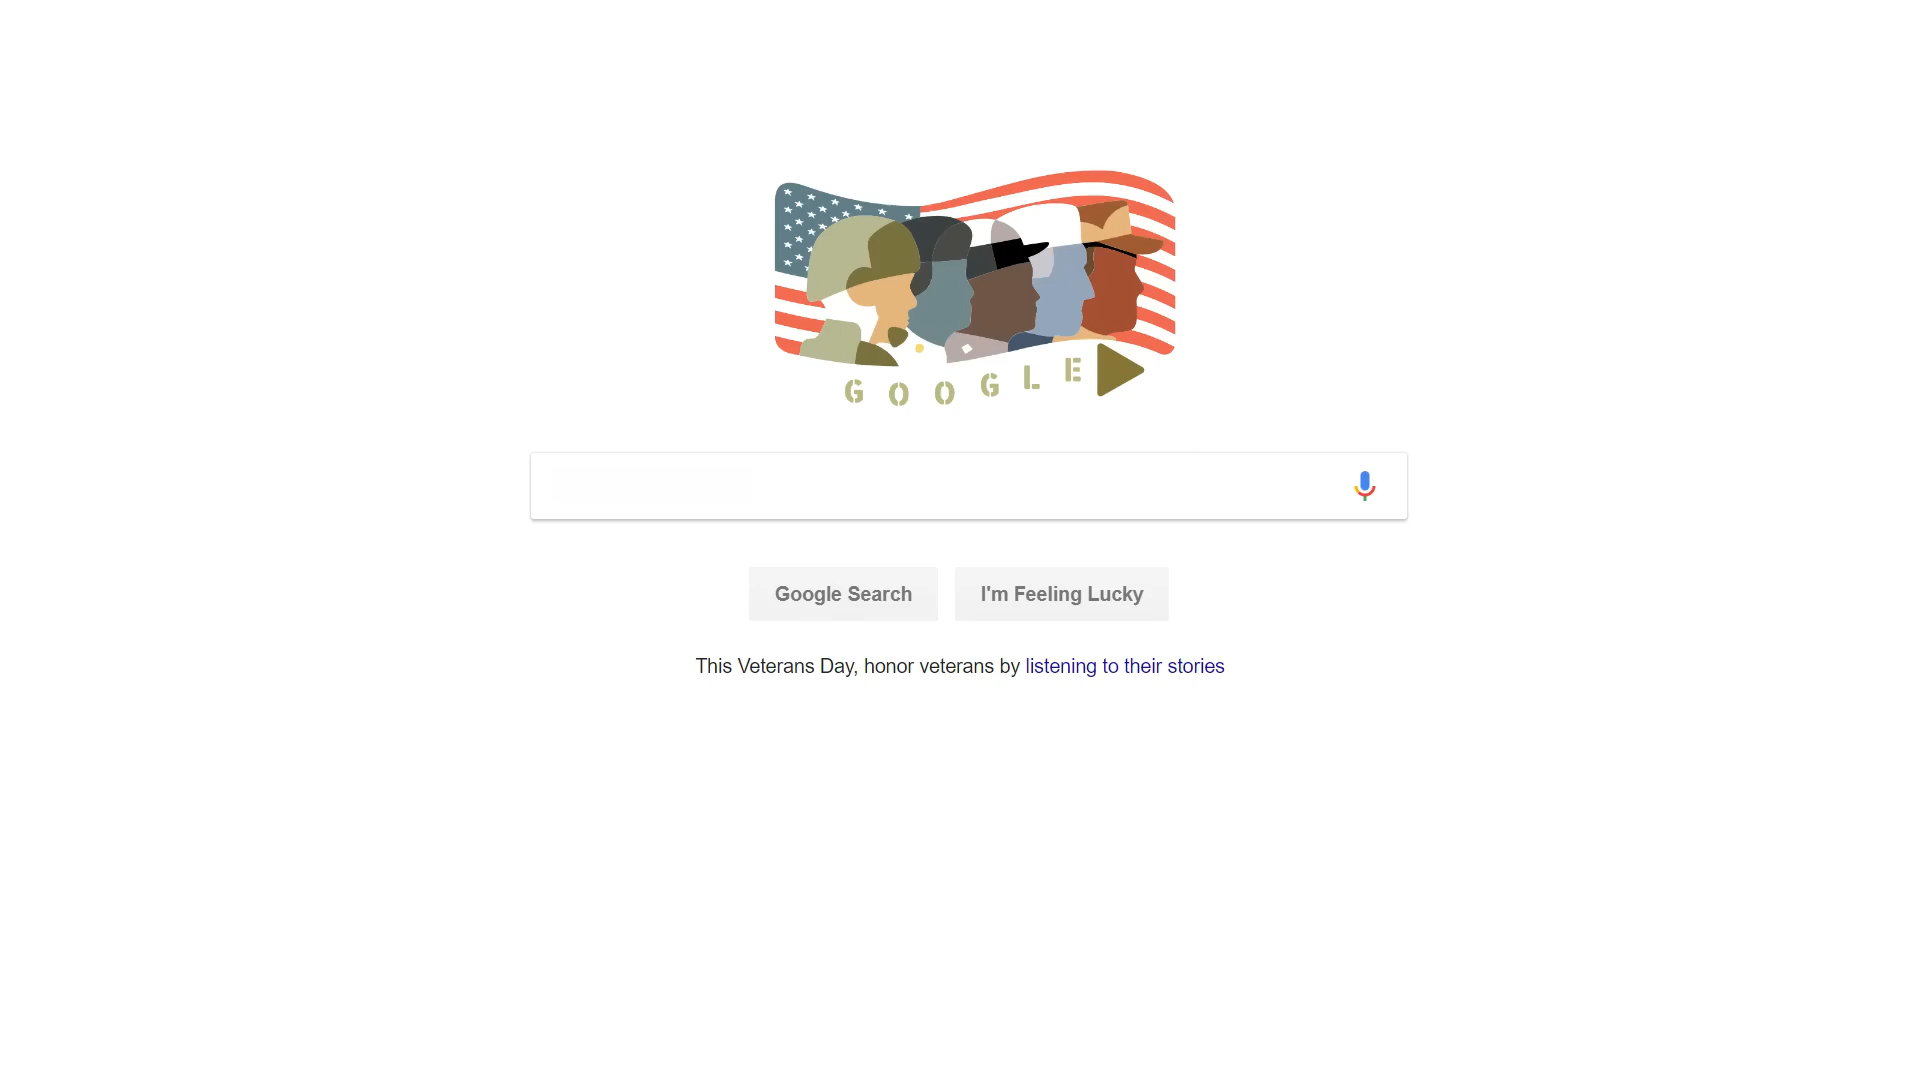 GOOGLE
Google Search
I'm Feeling Lucky
This Veterans Day, honor veterans by listening to their stories